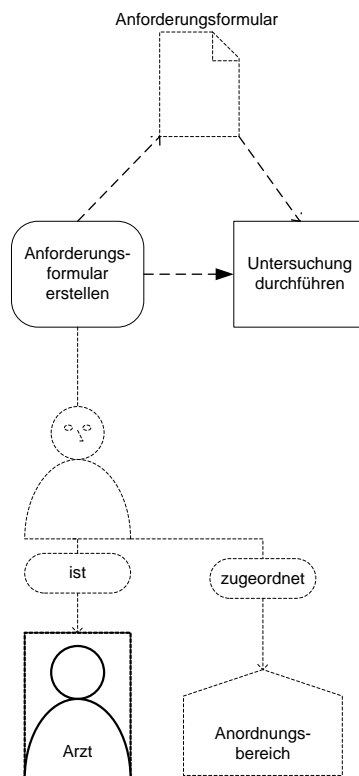 Anforderungsformular
Anforderungs-
formular
erstellen
Untersuchung
durchführen
ist
zugeordnet
Arzt
Anordnungs-
bereich